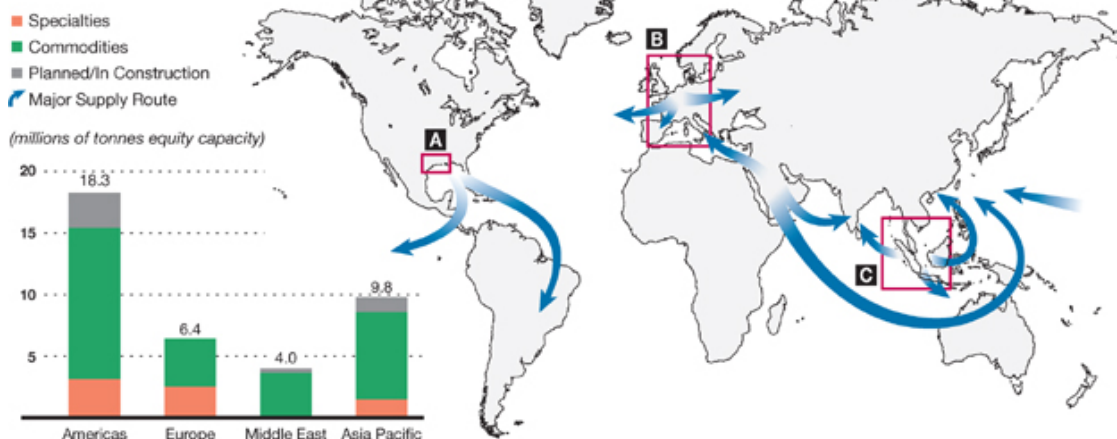 Specialties
Commodities
Planned/In Construction
Major Supply Route
(millions of tonnes equity capacity)
20
18.3
15
10
9.8
6.4
5
4.0
Americas Europe Middle East Asia Pacific
A
B
C